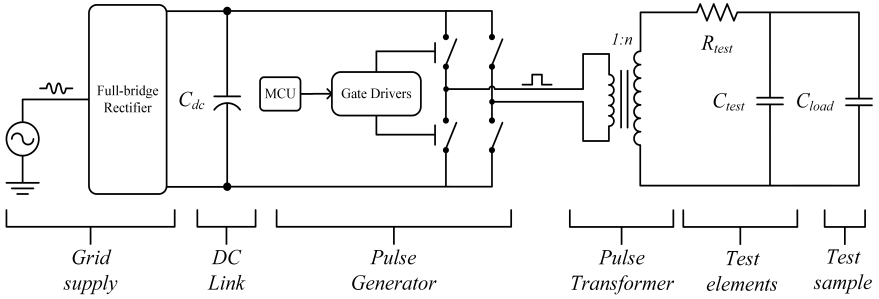 Full-bridge
Rectifier
C_dc
MCU
Gate Drivers
1:n
R_test
C_test
C_load
Grid
supply
DC
Link
Pulse
Generator
Pulse
Transformer
Test
elements
Test
sample